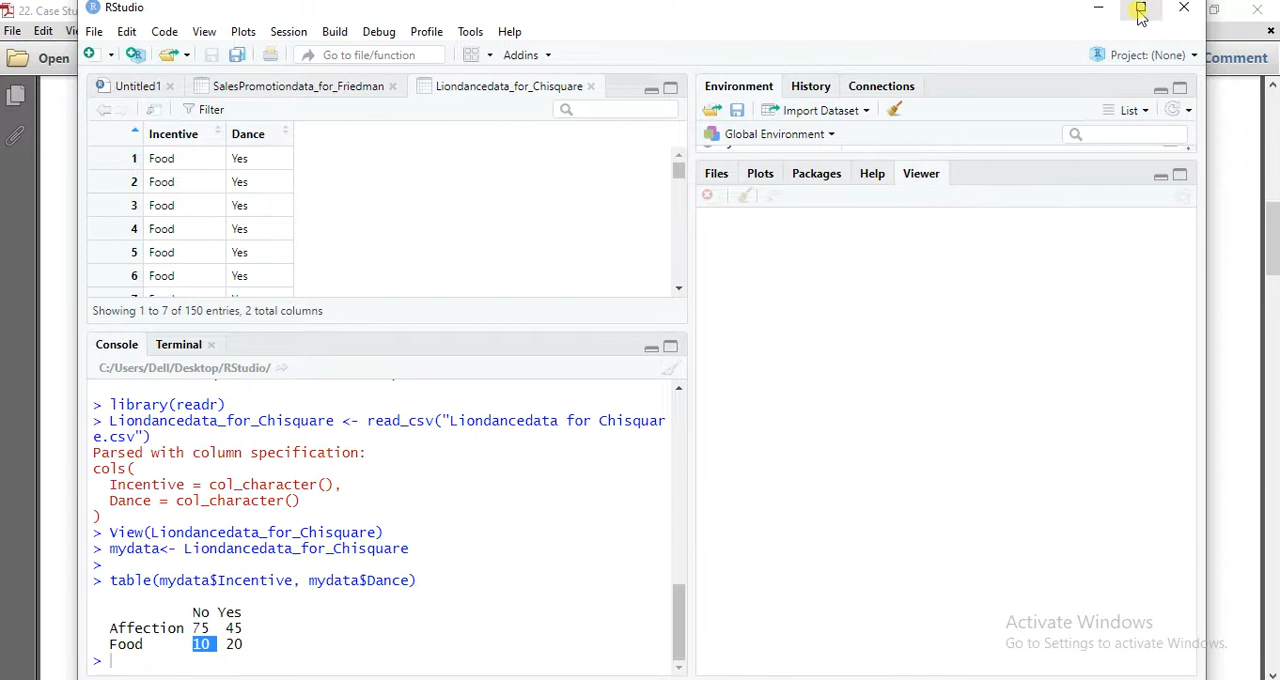 22. Case Stu
RStudio
File Edit Vi
File Edit Code View Plots Session Build Debug Profile Tools Help
Open
Go to file/function
Addins
Project: (None)
Comment
Untitled1
SalesPromotiondata_for_Friedman
Liondancedata_for_Chisquare
Environment History Connections
Filter
Import Dataset
List
Incentive Dance
Global Environment
1 Food Yes
2 Food Yes
Files Plots Packages Help Viewer
3 Food Yes
4 Food Yes
5 Food Yes
6 Food Yes
Showing 1 to 7 of 150 entries, 2 total columns
Console Terminal
C:/Users/Dell/Desktop/RStudio/
> library(readr)
> Liondancedata_for_Chisquare <- read_csv("Liondancedata for Chisquar
e.csv")
Parsed with column specification:
cols(
Incentive = col_character(),
Dance = col_character()
)
> View(Liondancedata_for_Chisquare)
> mydata<- Liondancedata_for_Chisquare
>
> table(mydata$Incentive, mydata$Dance)
No Yes
Affection 75 45
Food 10 20
>
Activate Windows
Go to Settings to activate Windows.